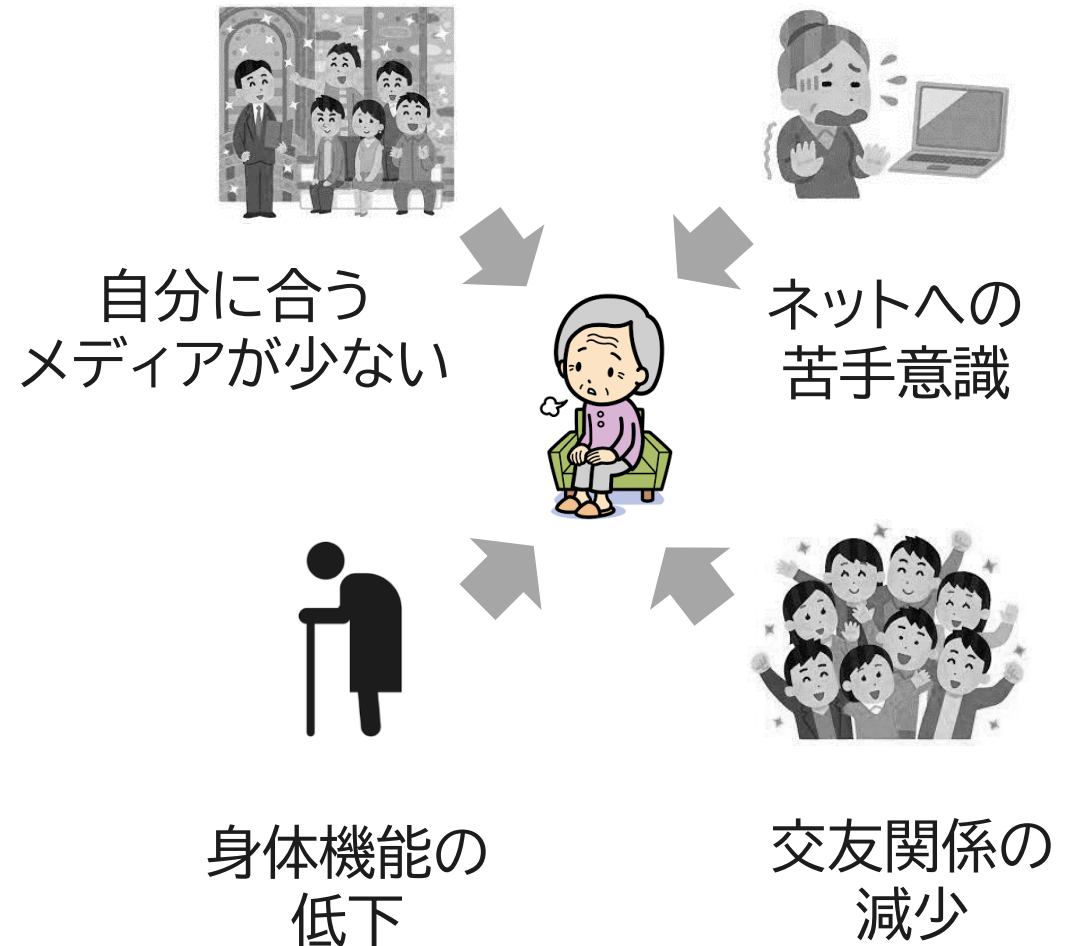 自分に合う
メディアが少ない
ネットへの
苦手意識
身体機能の
低下
交友関係の
減少